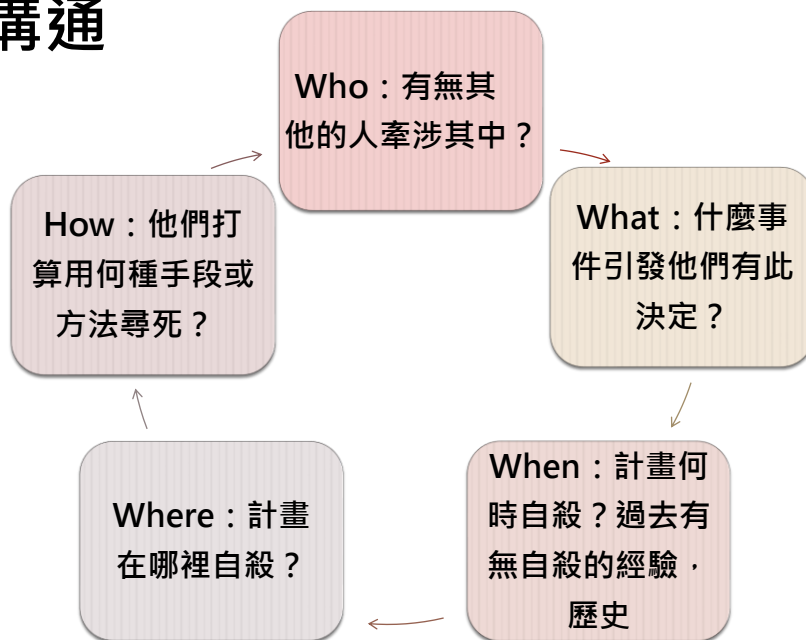 溝通
Who：有無其
他的人牽涉其中？
What：什麼事
件引發他們有此
決定？
When：計畫何
時自殺？過去有
無自殺的經驗，
歷史
Where：計畫
在哪裡自殺？
How：他們打
算用何種手段或
方法尋死？